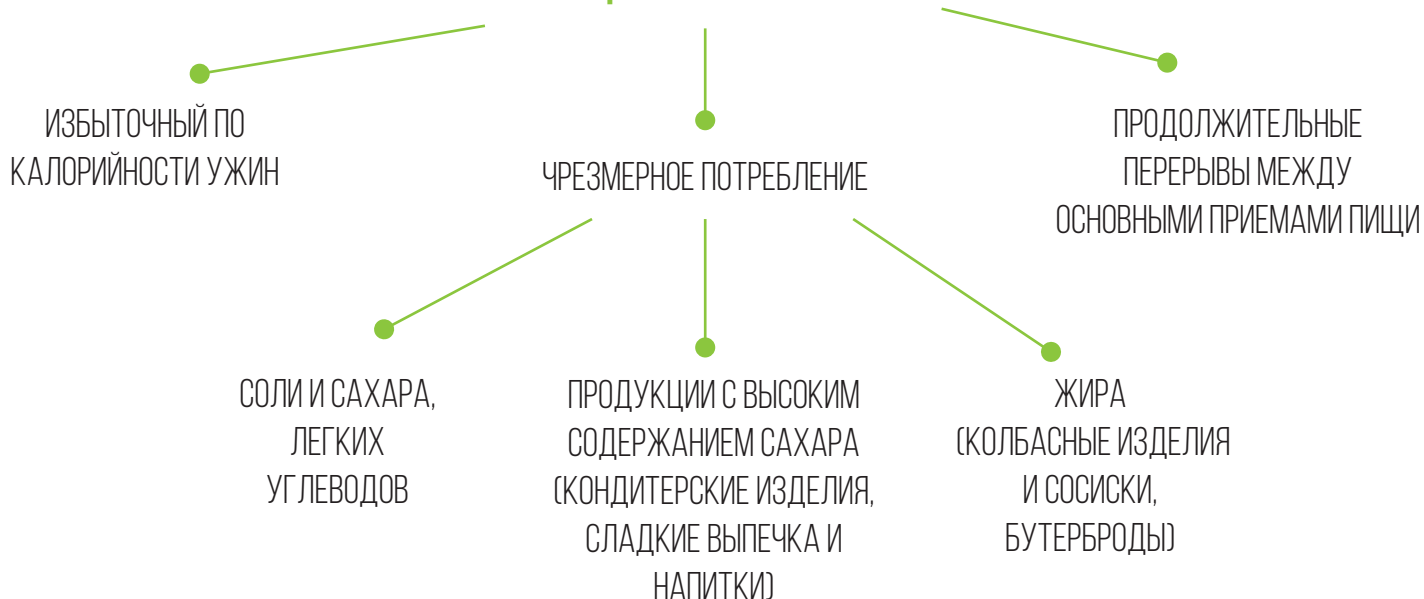 ИЗБЫТОЧНЫЙ ПО
КАЛОРИЙНОСТИ УЖИН
ЧРЕЗМЕРНОЕ ПОТРЕБЛЕНИЕ
ПРОДОЛЖИТЕЛЬНЫЕ
ПЕРЕРЫВЫ МЕЖДУ
ОСНОВНЫМИ ПРИЕМАМИ ПИЩИ
СОЛИ И САХАРА,
ЛЕГКИХ
УГЛЕВОДОВ
ПРОДУКЦИИ С ВЫСОКИМ
СОДЕРЖАНИЕМ САХАРА
(КОНДИТЕРСКИЕ ИЗДЕЛИЯ,
СЛАДКИЕ ВЫПЕЧКА И
НАПИТКИ)
ЖИРА
(КОЛБАСНЫЕ ИЗДЕЛИЯ
И СОСИСКИ,
БУТЕРБРОДЫ)